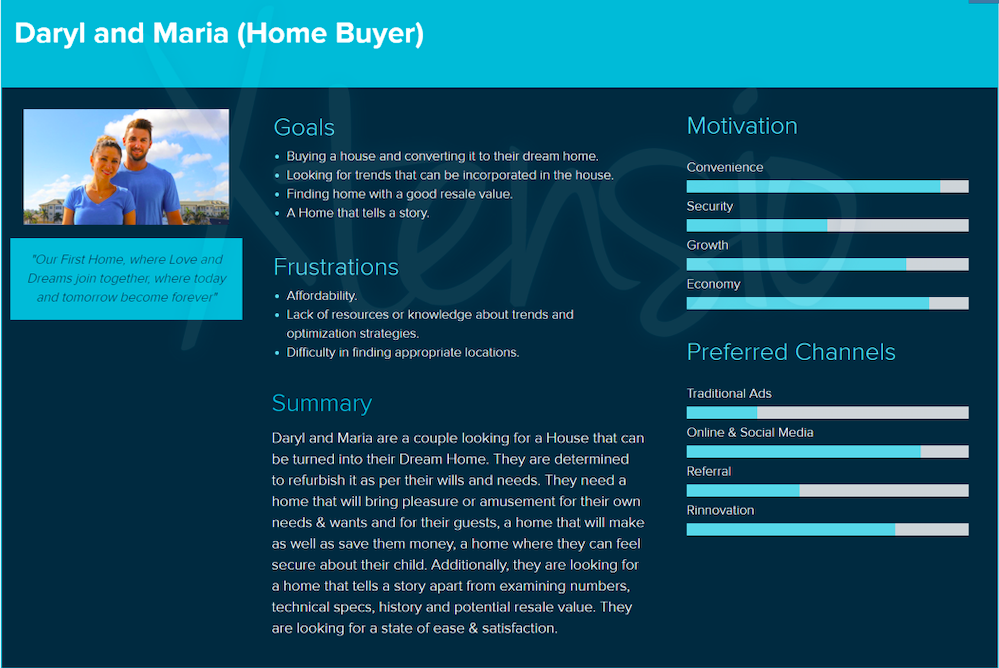 Daryl and Maria (Home Buyer)
"Our First Home, where Love and
Dreams join together, where today
and tomorrow become forever"
Goals
Buying a house and converting it to their dream home.
Looking for trends that can be incorporated in the house.
Finding home with a good resale value.
A Home that tells a story.
Frustrations
Affordability.
Lack of resources or knowledge about trends and
optimization strategies.
Difficulty in finding appropriate locations.
Summary
Daryl and Maria are a couple looking for a House that can
be turned into their Dream Home. They are determined
to refurbish it as per their wills and needs. They need a
home that will bring pleasure or amusement for their own
needs & wants and for their guests, a home that will make
as well as save them money, a home where they can feel
secure about their child. Additionally, they are looking for
a home that tells a story apart from examining numbers,
technical specs, history and potential resale value. They
are looking for a state of ease & satisfaction.
Motivation
Convenience
Security
Growth
Economy
Preferred Channels
Traditional Ads
Online & Social Media
Referral
Rinnovation
Xtensio